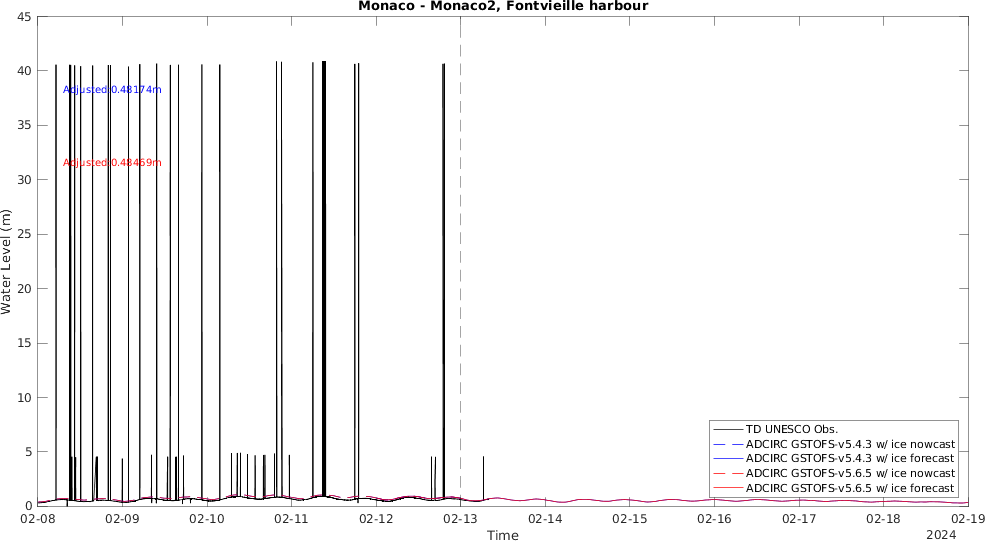 Monaco - Monaco2, Fontvieille harbour
45
40
35
30
25
20
15
10
5
0
Water Level (m)
Adjusted 0.48174m
Adjusted 0.48469m
TD UNESCO Obs.
ADCIRC GSTOFS-v5.4.3 w/ ice nowcast
ADCIRC GSTOFS-v5.4.3 w/ ice forecast
ADCIRC GSTOFS-v5.6.5 w/ ice nowcast
ADCIRC GSTOFS-v5.6.5 w/ ice forecast
02-08 02-09 02-10 02-11 02-12 02-13 02-14 02-15 02-16 02-17 02-18 02-19
Time
2024